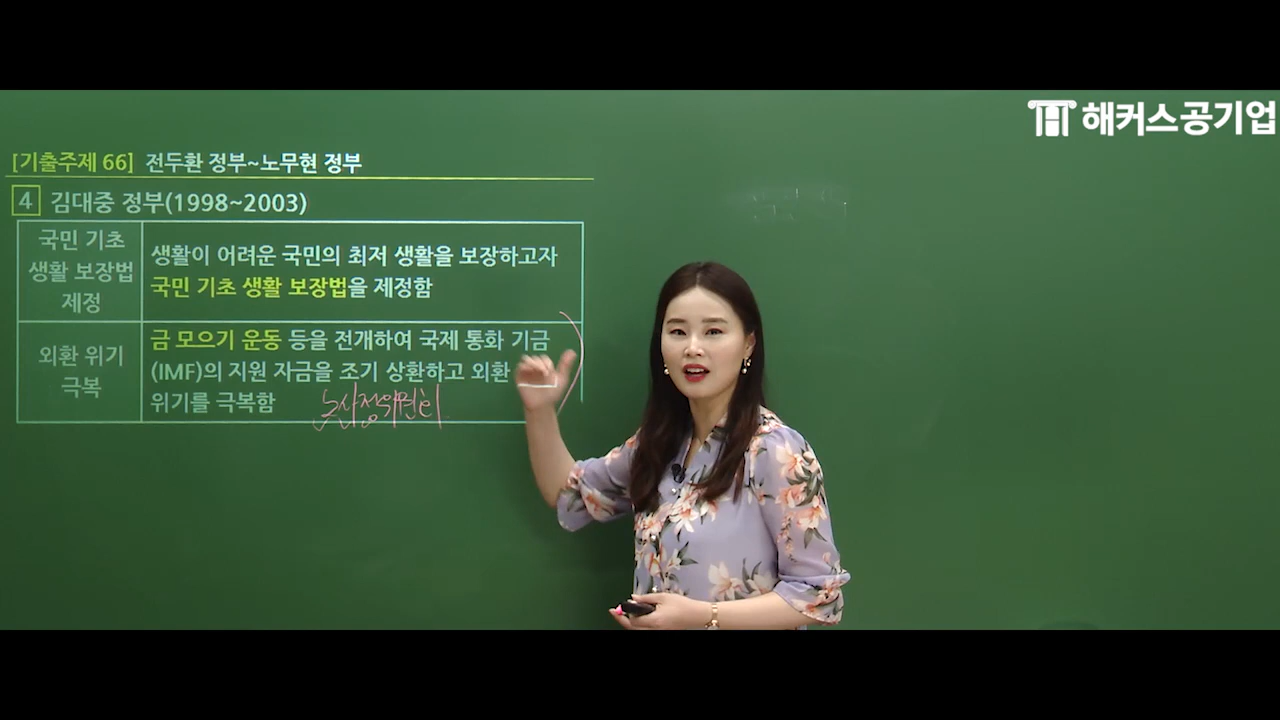 해커스공기업
[기출주제 66] 전두환 정부~노무현 정부
4 김대중 정부(1998~2003)
국민 기초
생활 보장법
제정
생활이 어려운 국민의 최저 생활을 보장하고자
국민 기초 생활 보장법을 제정함
외환 위기
극복
금 모으기 운동 등을 전개하여 국제 통화 기금
(IMF)의 지원 자금을 조기 상환하고 외환
위기를 극복함
노사정위원회